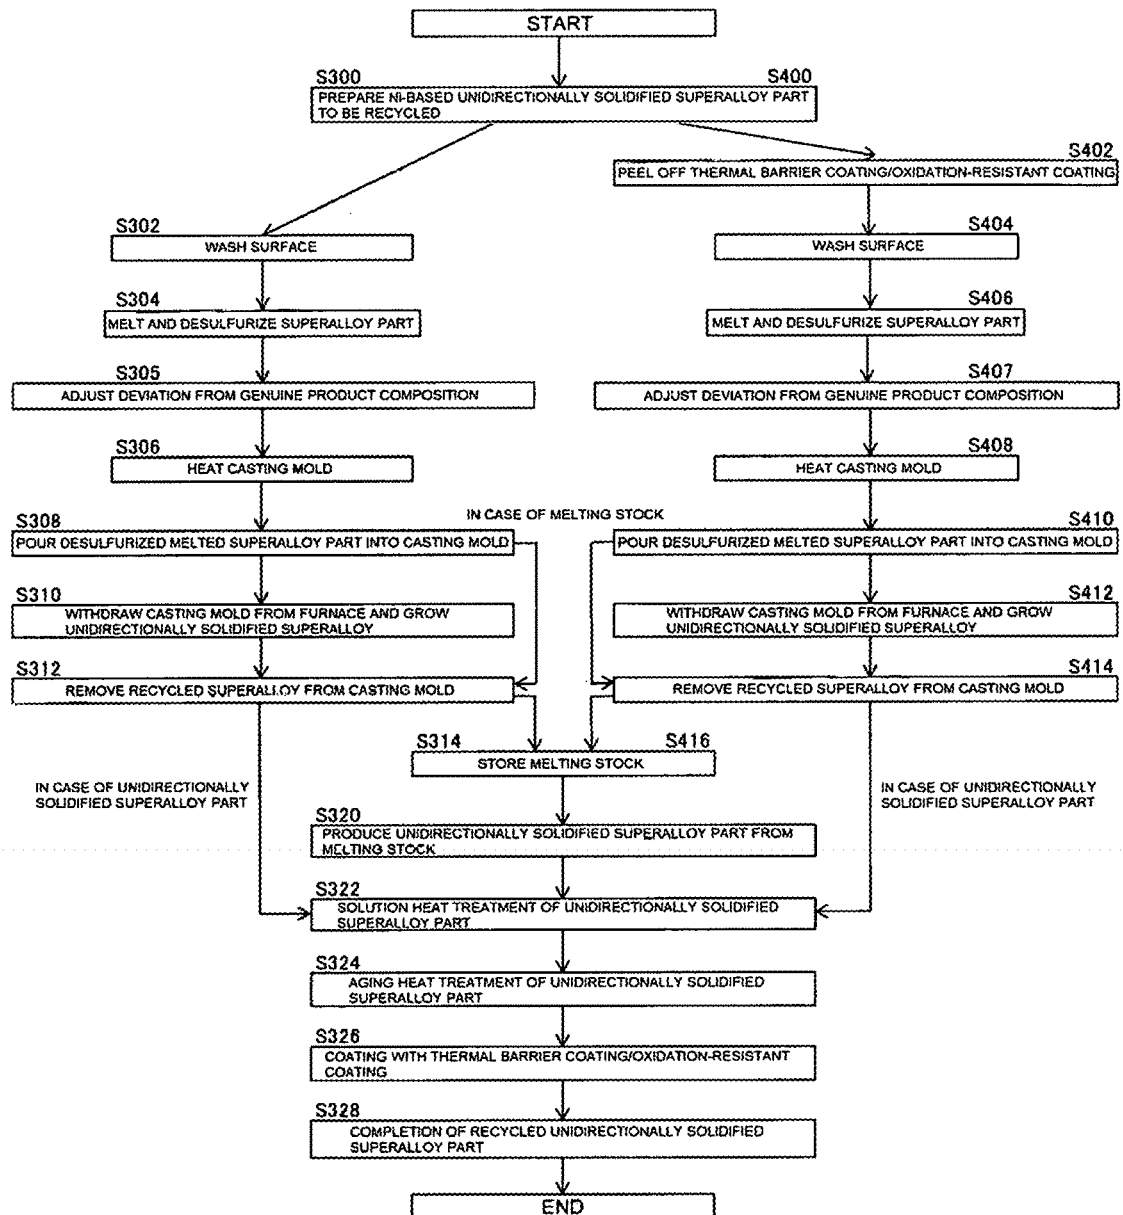 START
S300
S400
PREPARE NI-BASED UNIDIRECTIONALLY SOLIDIFIED SUPERALLOY PART
TO BE RECYCLED
S402
PEEL OFF THERMAL BARRIER COATING/OXIDATION-RESISTANT COATING
S302
WASH SURFACE
S404
WASH SURFACE
S304
MELT AND DESULFURIZE SUPERALLOY PART
S406
MELT AND DESULFURIZE SUPERALLOY PART
S305
ADJUST DEVIATION FROM GENUINE PRODUCT COMPOSITION
S407
ADJUST DEVIATION FROM GENUINE PRODUCT COMPOSITION
S306
HEAT CASTING MOLD
S408
HEAT CASTING MOLD
IN CASE OF MELTING STOCK
S308
POUR DESULFURIZED MELTED SUPERALLOY PART INTO CASTING MOLD
S410
POUR DESULFURIZED MELTED SUPERALLOY PART INTO CASTING MOLD
S310
WITHDRAW CASTING MOLD FROM FURNACE AND GROW
UNIDIRECTIONALLY SOLIDIFIED SUPERALLOY
S412
WITHDRAW CASTING MOLD FROM FURNACE AND GROW
UNIDIRECTIONALLY SOLIDIFIED SUPERALLOY
S312
REMOVE RECYCLED SUPERALLOY FROM CASTING MOLD
S414
REMOVE RECYCLED SUPERALLOY FROM CASTING MOLD
S314
S416
STORE MELTING STOCK
IN CASE OF UNIDIRECTIONALLY
SOLIDIFIED SUPERALLOY PART
IN CASE OF UNIDIRECTIONALLY
SOLIDIFIED SUPERALLOY PART
S320
PRODUCE UNIDIRECTIONALLY SOLIDIFIED SUPERALLOY PART FROM
MELTING STOCK
S322
SOLUTION HEAT TREATMENT OF UNIDIRECTIONALLY SOLIDIFIED
SUPERALLOY PART
S324
AGING HEAT TREATMENT OF UNIDIRECTIONALLY SOLIDIFIED
SUPERALLOY PART
S326
COATING WITH THERMAL BARRIER COATING/OXIDATION-RESISTANT
COATING
S328
COMPLETION OF RECYCLED UNIDIRECTIONALLY SOLIDIFIED
SUPERALLOY PART
END